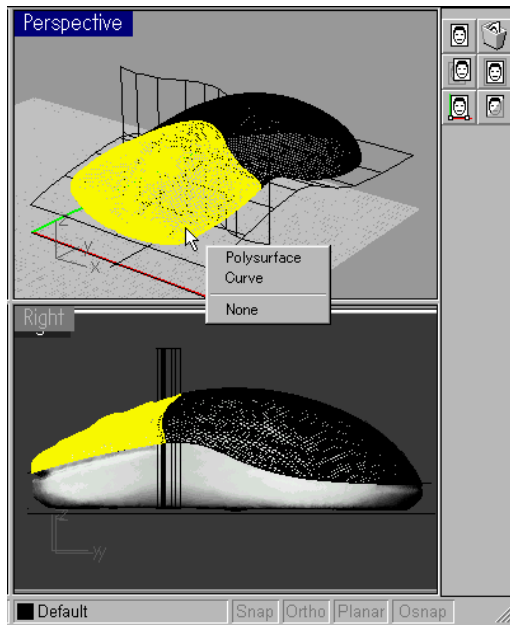 Perspective
z
y
x
Polysurface
Curve
None
Right
z
y
Default
Snap Ortho Planar Osnap